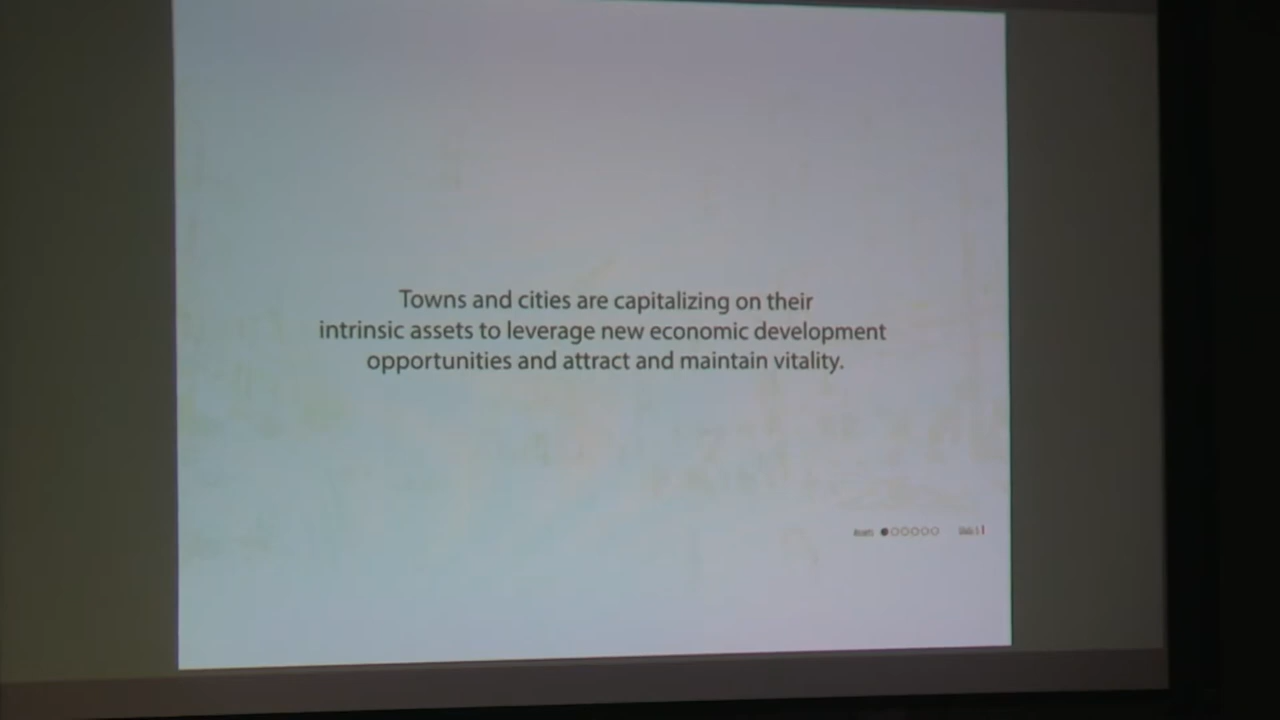 Towns and cities are capitalizing on their
intrinsic assets to leverage new economic development
opportunities and attract and maintain vitality.